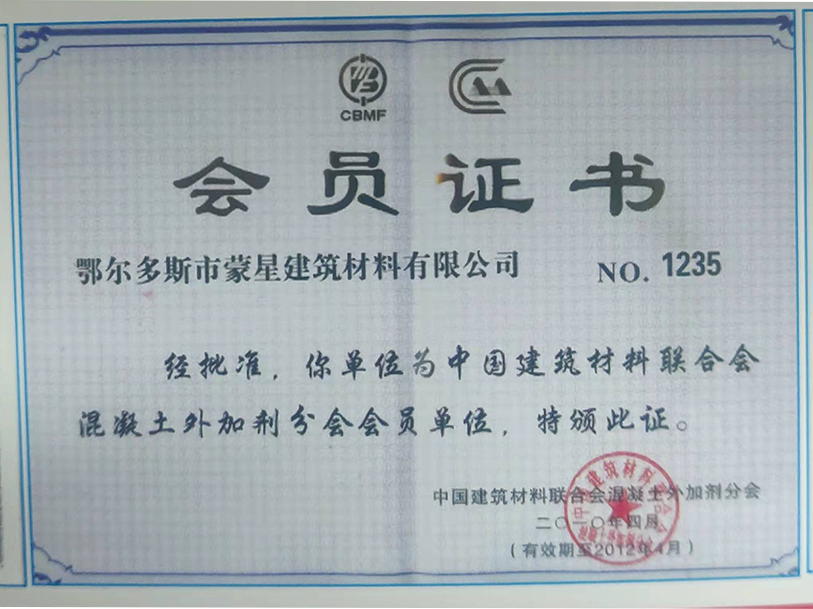 CBMF
会员证书
鄂尔多斯市蒙星建筑材料有限公司 NO. 1235
经批准，你单位为中国建筑材料联合会
混凝土外加剂分会会员单位，特颁此证。
中国建筑材料联合会混凝土外加剂分会
二〇一〇年四月
（有效期至2012年4月）